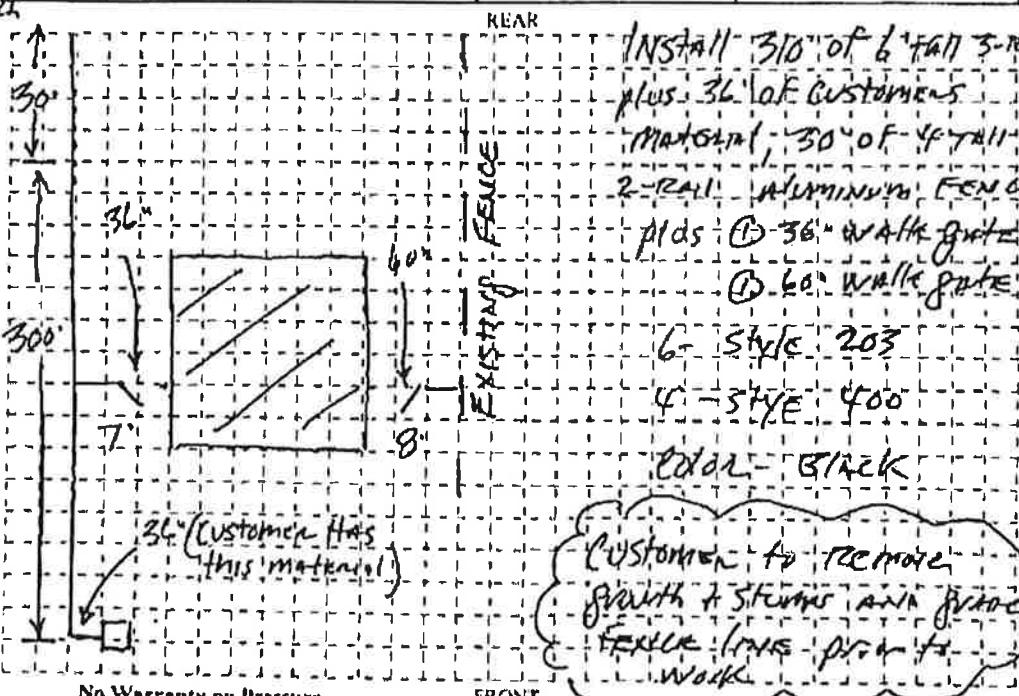 REAR
INSTALL 310' of 6' tall 3-
plus 36" of Customers
Material, 30' of 4' tall
2-Rail Aluminum FENC
plus ① 36" walk gate
① 60" walk gate
6- Style 203
4'- STYE 400
Color - Black
Customer to Remove
growth & Stumps AND grade
FENCE line prior to
work
30'
300'
36"
7'
60"
8'
Existing FENCE
36" (Customer Has
this material)
No Warranty on
FRONT